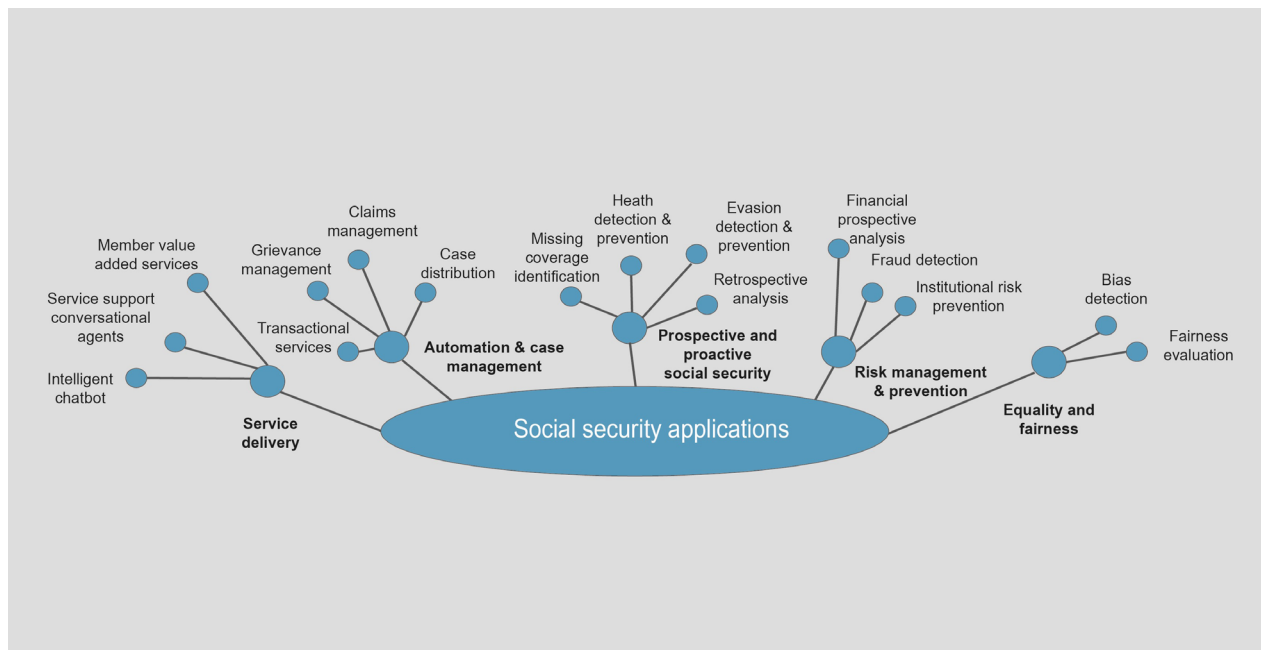 Member value
added services
Service support
conversational
agents
Intelligent
chatbot
Service
delivery
Claims
management
Grievance
management
Case
distribution
Transactional
services
Automation & case
management
Missing
coverage
identification
Heath
detection &
prevention
Evasion
detection &
prevention
Retrospective
analysis
Prospective and
proactive
social security
Financial
prospective
analysis
Fraud detection
Institutional risk
prevention
Risk management
& prevention
Bias
detection
Fairness
evaluation
Equality and
fairness
Social security applications